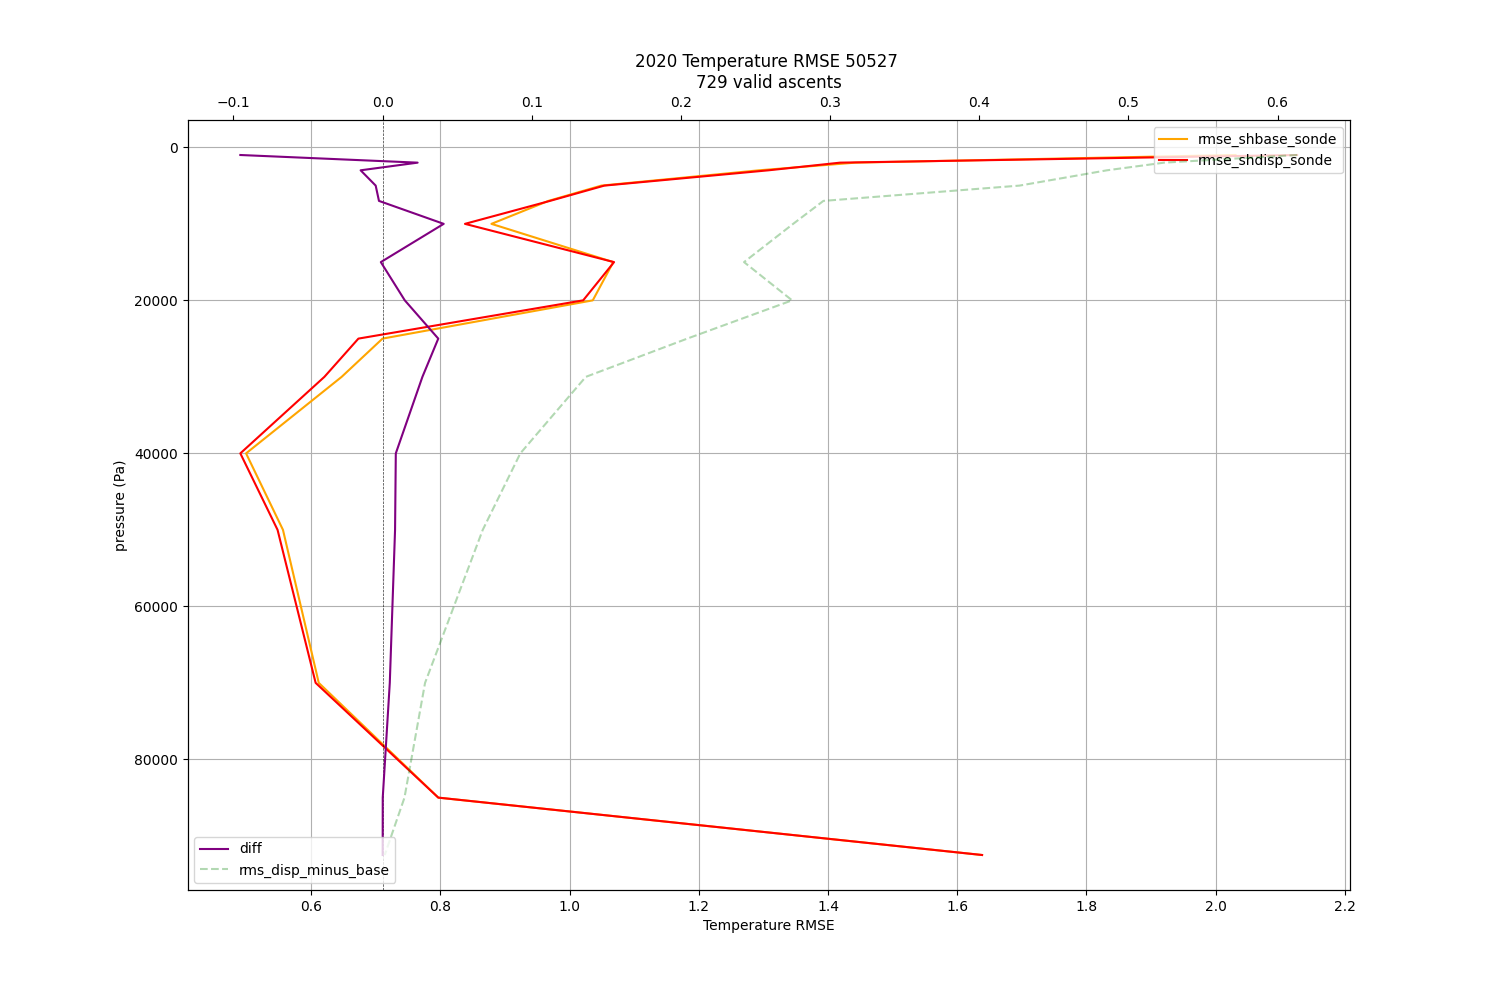 2020 Temperature RMSE 50527
729 valid ascents
−0.1 0.0 0.1 0.2 0.3 0.4 0.5 0.6
rmse_shbase_sonde
rmse_shdisp_sonde
0
20000
40000
60000
80000
pressure (Pa)
diff
rms_disp_minus_base
0.6 0.8 1.0 1.2 1.4 1.6 1.8 2.0 2.2
Temperature RMSE